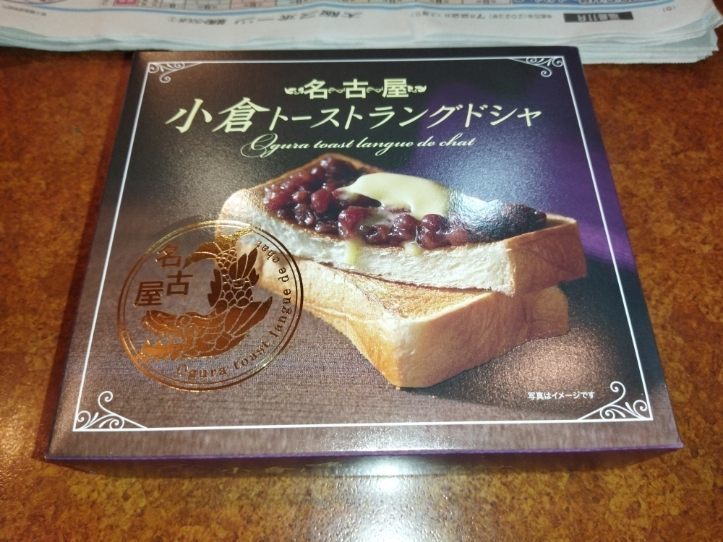 名古屋
小倉トーストラングドシャ
Ogura toast langue de chat
名古屋
Ogura toast langue de chat
写真はイメージです